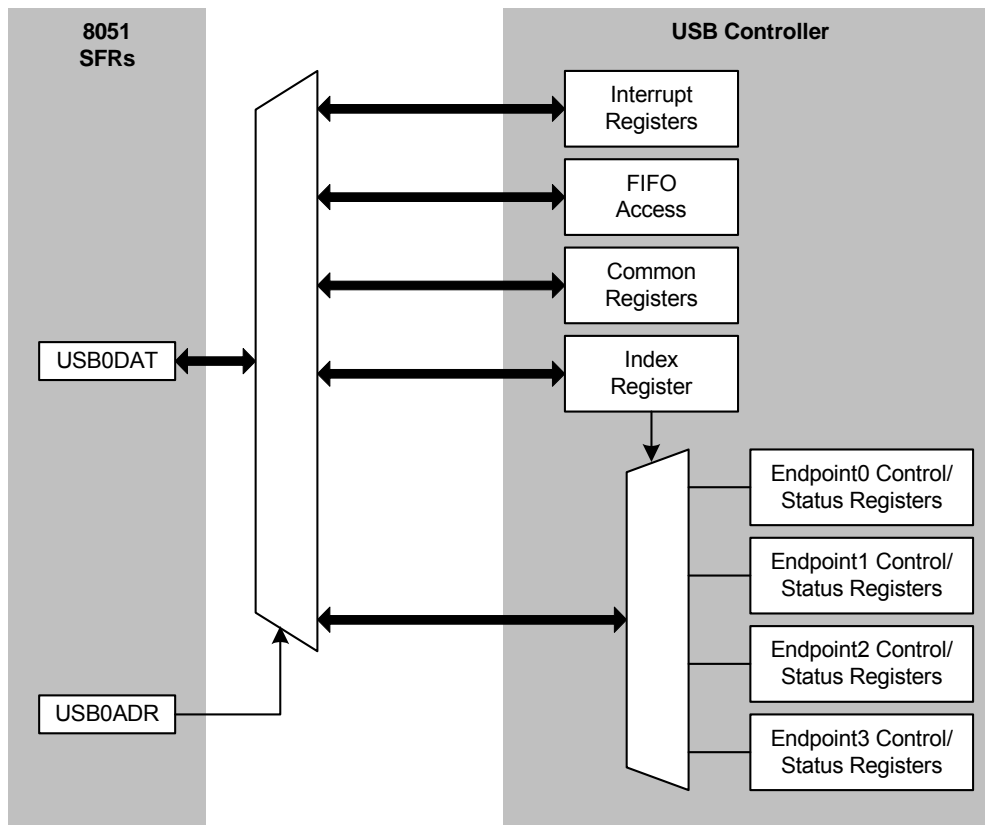 8051
SFRs
USB Controller
Interrupt
Registers
FIFO
Access
Common
Registers
USB0DAT
Index
Register
Endpoint0 Control/
Status Registers
Endpoint1 Control/
Status Registers
Endpoint2 Control/
Status Registers
USB0ADR
Endpoint3 Control/
Status Registers